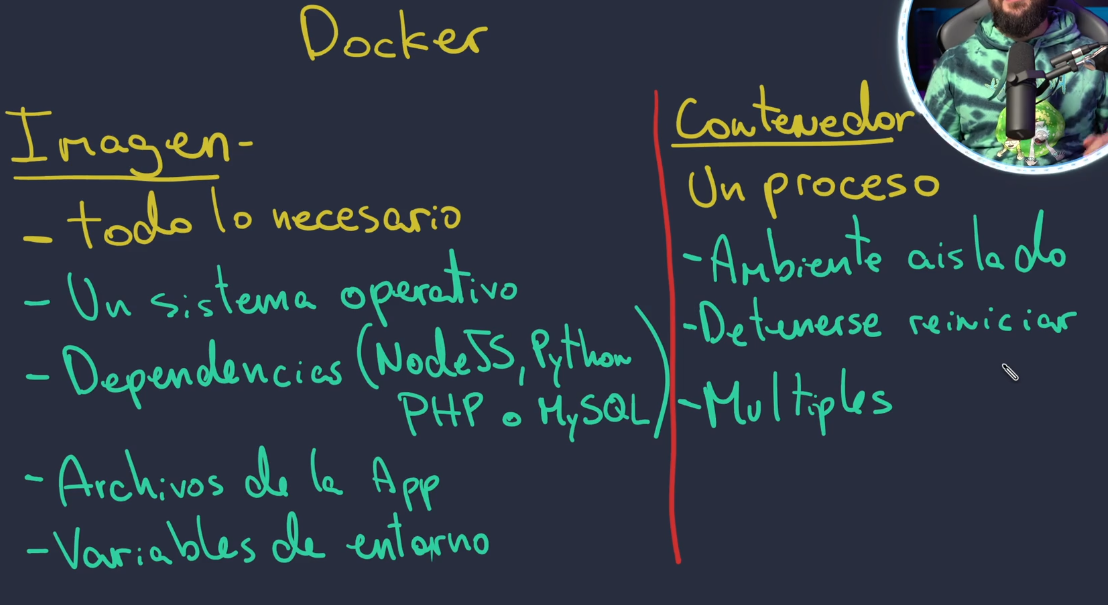 Docker
Imagen-
- todo lo necesario
- Un sistema operativo
- Dependencias (NodeJS, Python
PHP o MySQL)
- Archivos de la App
- Variables de entorno
Contenedor
Un proceso
- Ambiente aislado
- Detenerse reiniciar
- Multiples